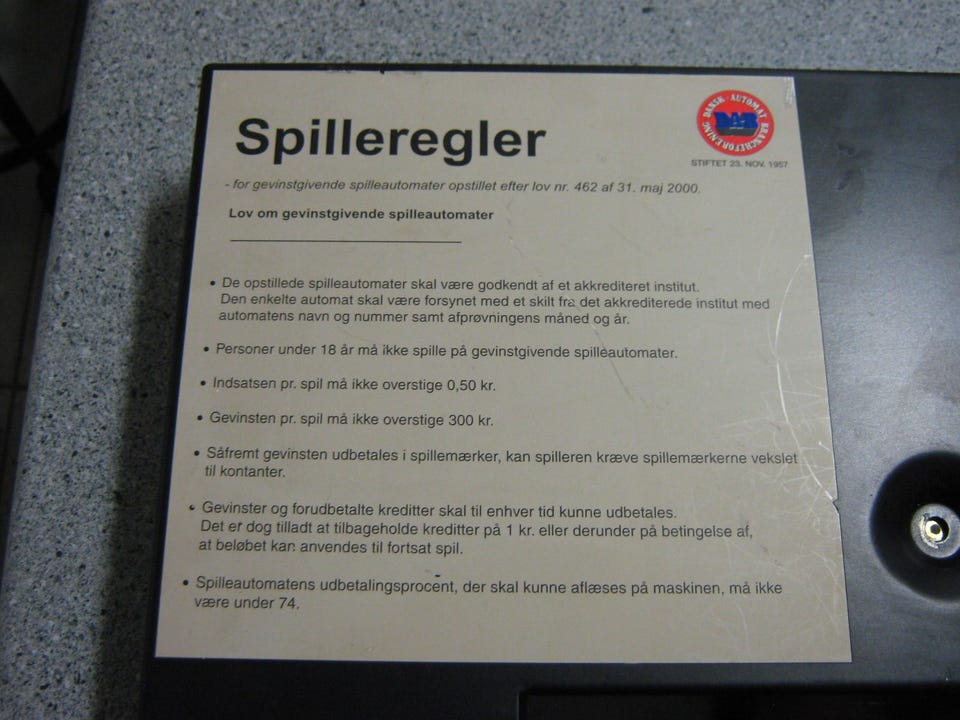 Spilleregler
DANSK · AUTOMAT BRANCHEFORENING
DAB
STIFTET 23. NOV. 1957
- for gevinstgivende spilleautomater opstillet efter lov nr. 462 af 31. maj 2000.
Lov om gevinstgivende spilleautomater
• De opstillede spilleautomater skal være godkendt af et akkrediteret institut.
Den enkelte automat skal være forsynet med et skilt fra det akkrediterede institut med
automatens navn og nummer samt afprøvningens måned og år.
• Personer under 18 år må ikke spille på gevinstgivende spilleautomater.
• Indsatsen pr. spil må ikke overstige 0,50 kr.
• Gevinsten pr. spil må ikke overstige 300 kr.
• Såfremt gevinsten udbetales i spillemærker, kan spilleren kræve spillemærkerne vekslet
til kontanter.
• Gevinster og forudbetalte kreditter skal til enhver tid kunne udbetales.
Det er dog tilladt at tilbageholde kreditter på 1 kr. eller derunder på betingelse af,
at beløbet kan anvendes til fortsat spil.
• Spilleautomatens udbetalingsprocent, der skal kunne aflæses på maskinen, må ikke
være under 74.